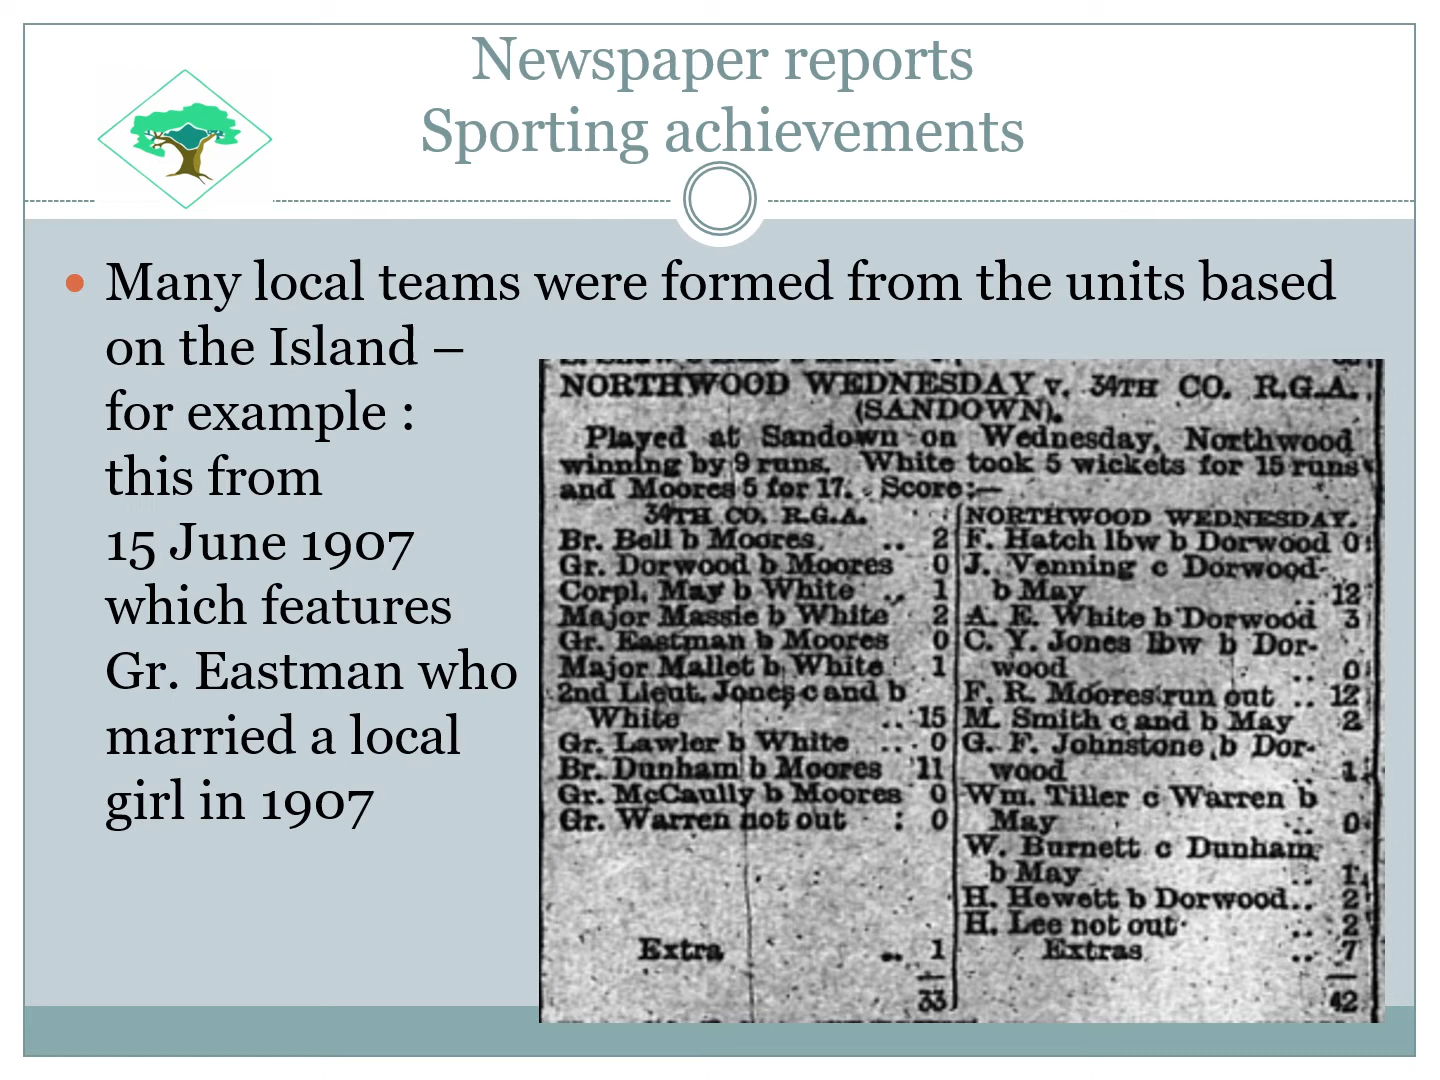 Newspaper reports
Sporting achievements
• Many local teams were formed from the units based
on the Island –
for example :
this from
15 June 1907
which features
Gr. Eastman who
married a local
girl in 1907
NORTHWOOD WEDNESDAY v. 34TH CO. R.G.A.
(SANDOWN).
Played at Sandown on Wednesday, Northwood
winning by 9 runs. White took 5 wickets for 15 runs
and Moores 5 for 17. Score:—
34TH CO. R.G.A.
Br. Bell b Moores .. 2
Gr. Dorwood b Moores 0
Corpl. May b White .. 1
Major Massie b White 2
Gr. Eastman b Moores 0
Major Mallet b White 1
2nd Lieut. Jones c and b
White .. 15
Gr. Lawler b White .. 0
Br. Dunham b Moores 11
Gr. McCaully b Moores 0
Gr. Warren not out : 0
Extra .. 1
33
NORTHWOOD WEDNESDAY.
F. Hatch lbw b Dorwood 0
J. Venning c Dorwood
b May .. 12
A. E. White b Dorwood 3
C. Y. Jones lbw b Dor-
wood .. 0
F. R. Moores run out .. 12
M. Smith c and b May 2
G. F. Johnstone b Dor-
wood .. 1
Wm. Tiller c Warren b
May .. 0
W. Burnett c Dunham
b May .. 1
H. Hewett b Dorwood.. 2
H. Lee not out .. 2
Extras .. 7
42